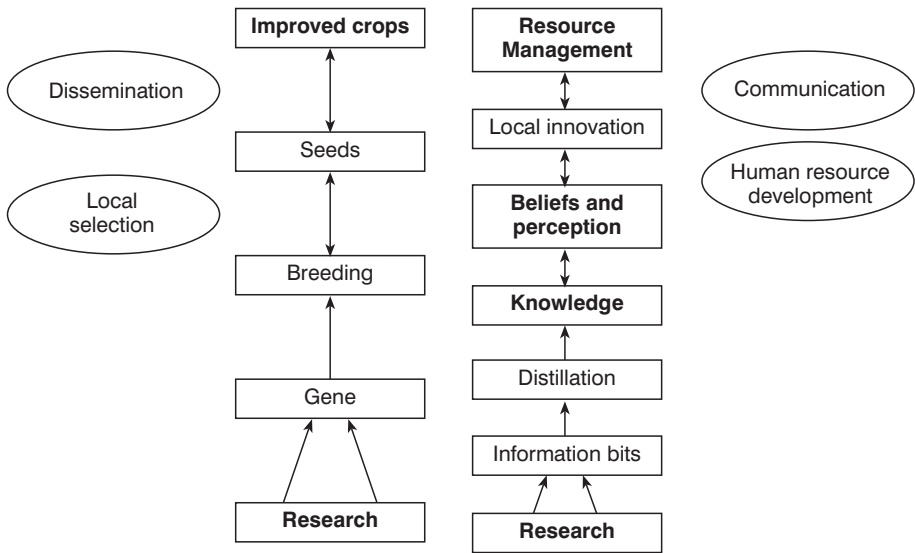 Improved crops
Dissemination
Seeds
Local
selection
Breeding
Gene
Research
Resource
Management
Communication
Local innovation
Human resource
development
Beliefs and
perception
Knowledge
Distillation
Information bits
Research